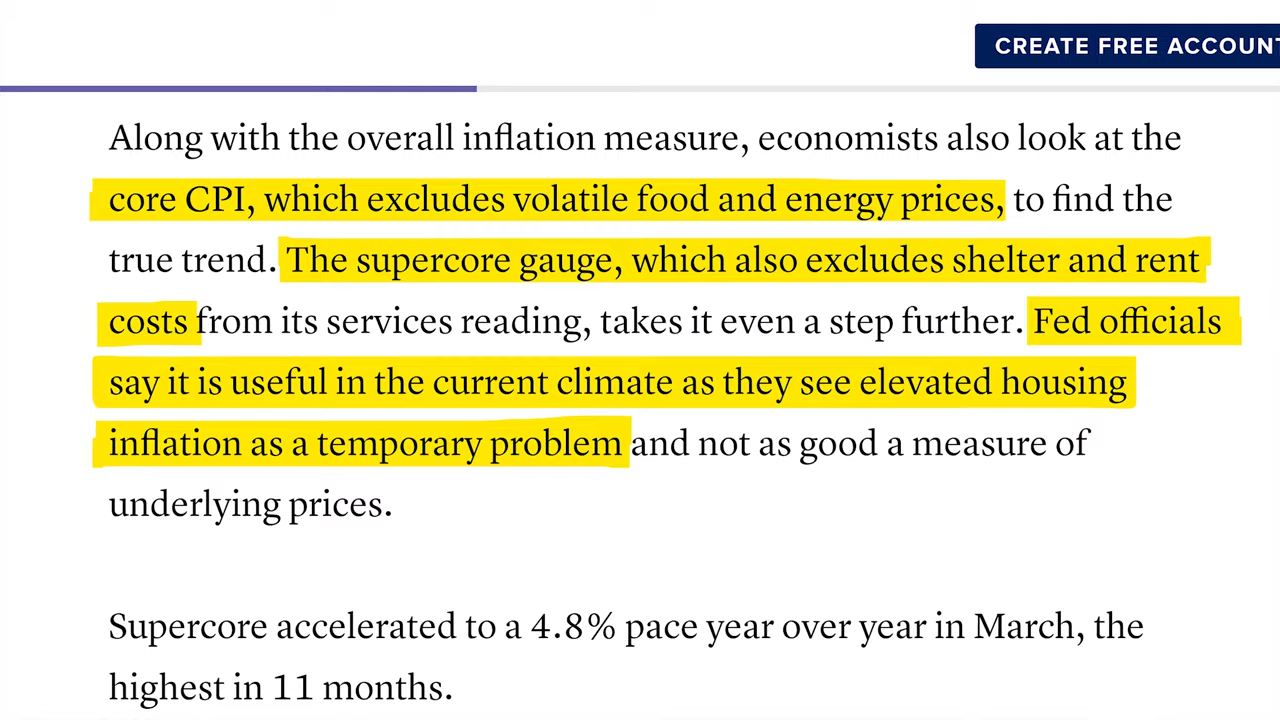 CREATE FREE ACCOUNT
Along with the overall inflation measure, economists also look at the
core CPI, which excludes volatile food and energy prices, to find the
true trend. The supercore gauge, which also excludes shelter and rent
costs from its services reading, takes it even a step further. Fed officials
say it is useful in the current climate as they see elevated housing
inflation as a temporary problem and not as good a measure of
underlying prices.
Supercore accelerated to a 4.8% pace year over year in March, the
highest in 11 months.